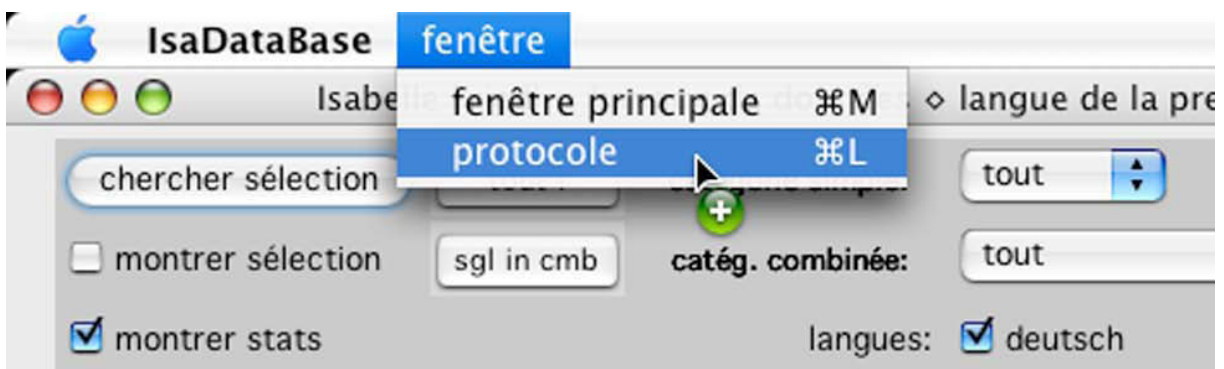 IsaDataBase fenêtre
Isabe ◇ langue de la pre
fenêtre principale ⌘M
protocole ⌘L
chercher sélection tout
montrer sélection sgl in cmb catég. combinée: tout
montrer stats langues: deutsch